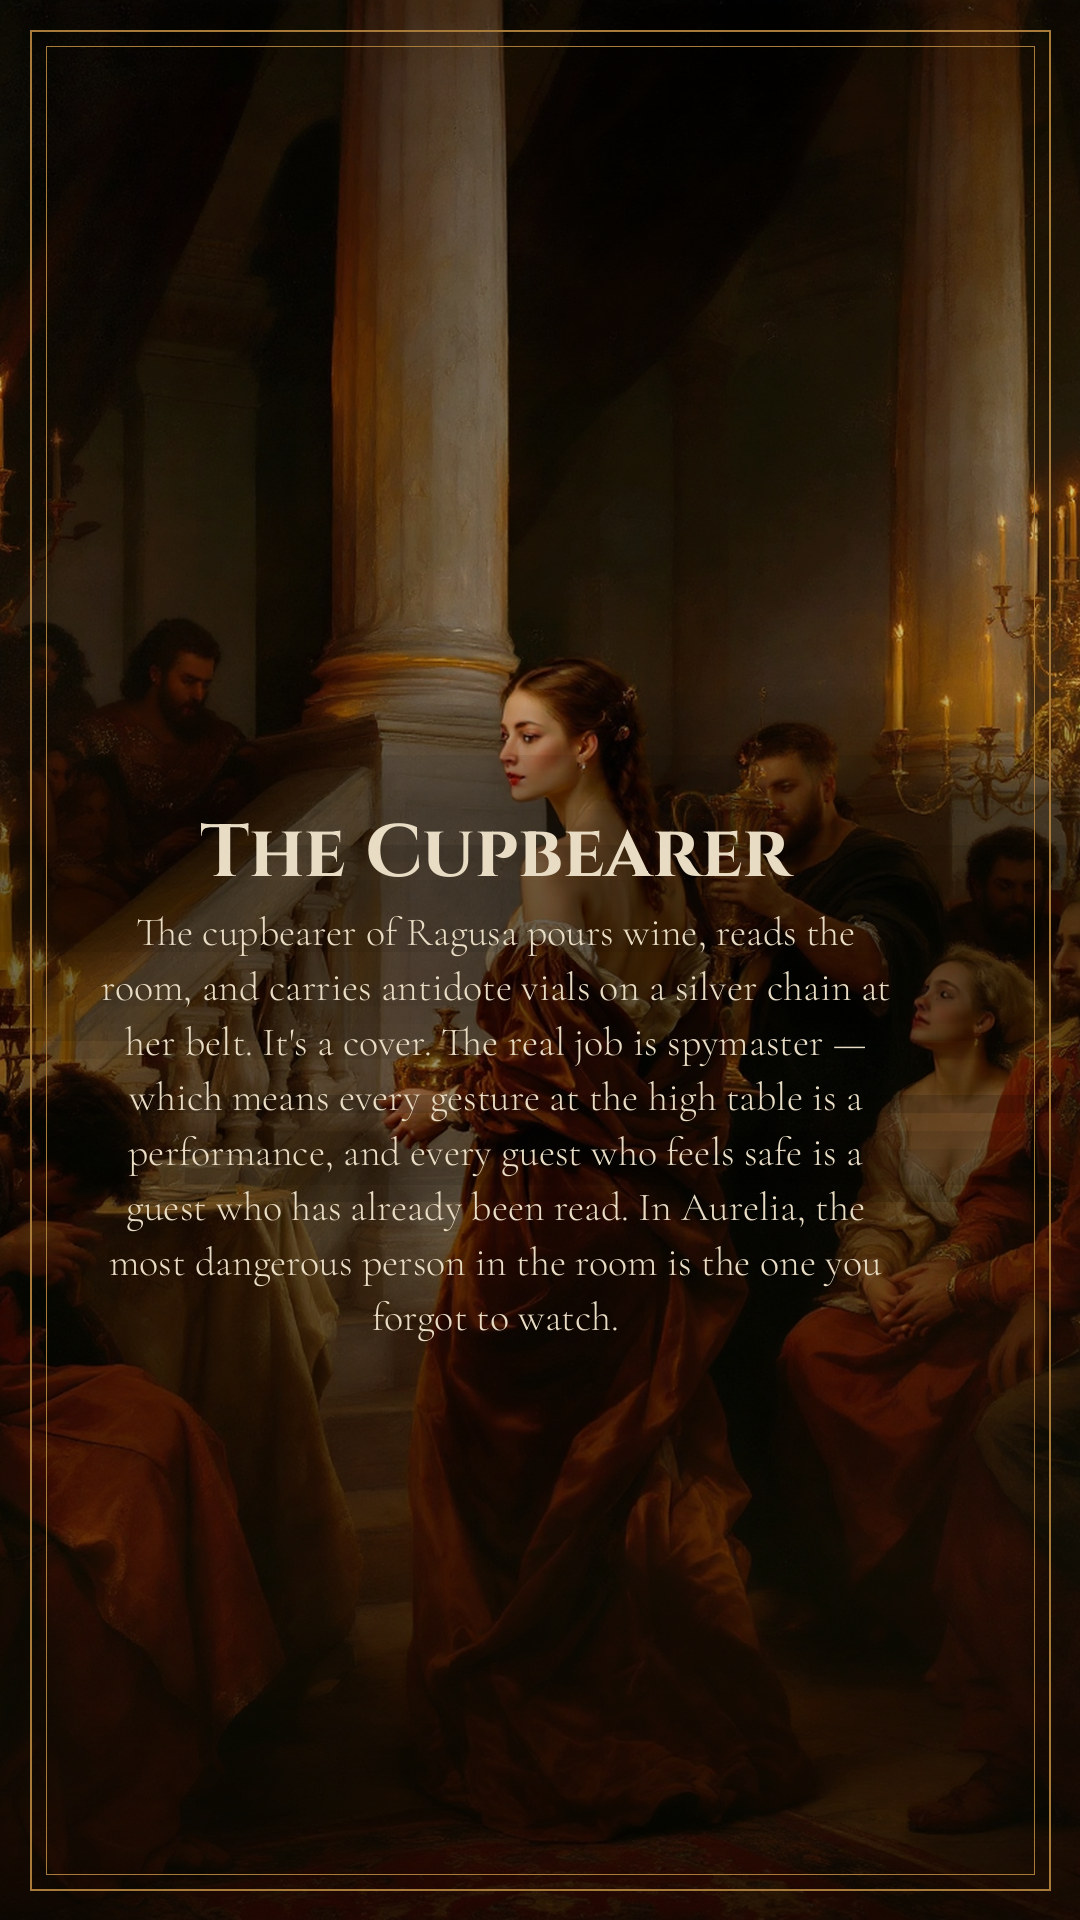 The Cupbearer
The cupbearer of Ragusa pours wine, reads the
room, and carries antidote vials on a silver chain at
her belt. It's a cover. The real job is spymaster —
which means every gesture at the high table is a
performance, and every guest who feels safe is a
guest who has already been read. In Aurelia, the
most dangerous person in the room is the one you
forgot to watch.